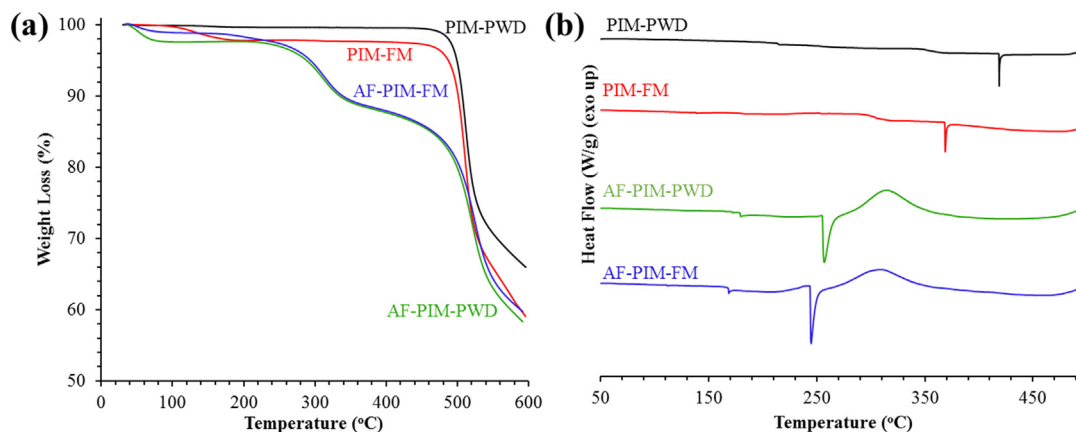 (a)
100
90
80
70
60
50
0
100
200
300
400
500
600
Weight Loss (%)
Temperature (ᵒC)
PIM-PWD
PIM-FM
AF-PIM-FM
AF-PIM-PWD
(b)
Heat Flow (W/g) (exo up)
PIM-PWD
PIM-FM
AF-PIM-PWD
AF-PIM-FM
50
150
250
350
450
Temperature (ᵒC)